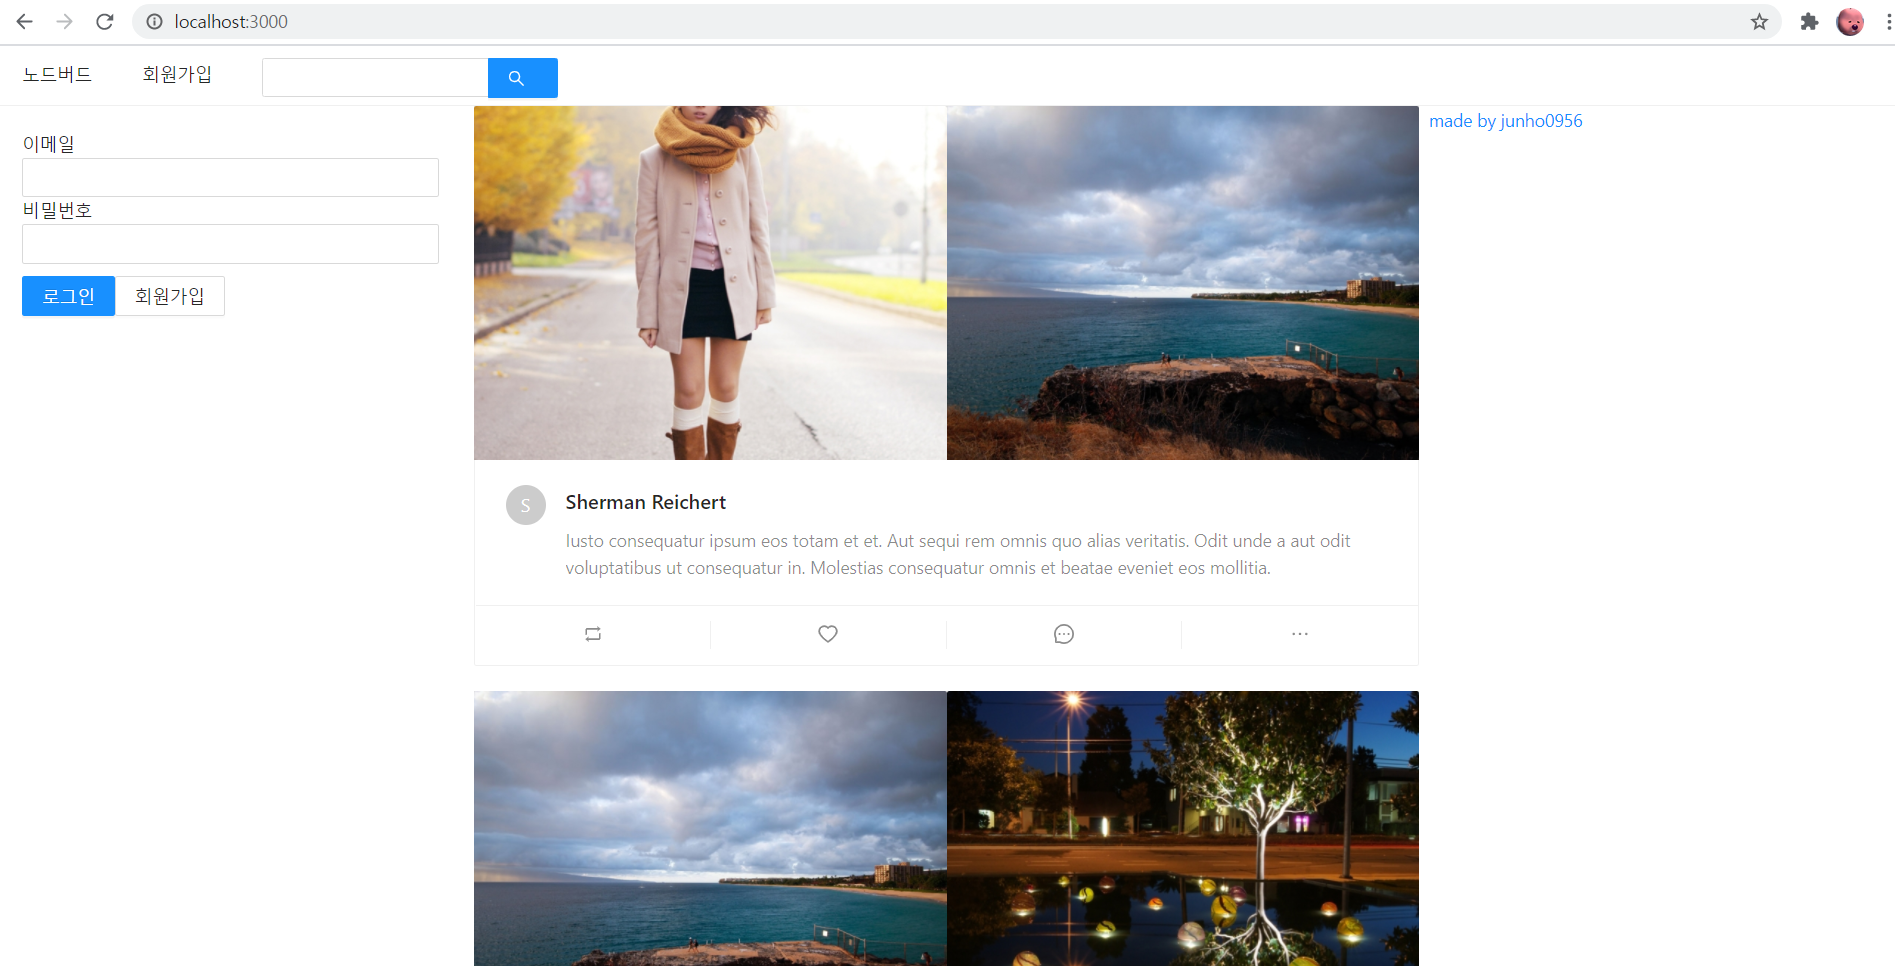 localhost:3000
노드버드 회원가입
이메일
비밀번호
로그인 회원가입
made by junho0956
S
Sherman Reichert
Iusto consequatur ipsum eos totam et et. Aut sequi rem omnis quo alias veritatis. Odit unde a aut odit
voluptatibus ut consequatur in. Molestias consequatur omnis et beatae eveniet eos mollitia.